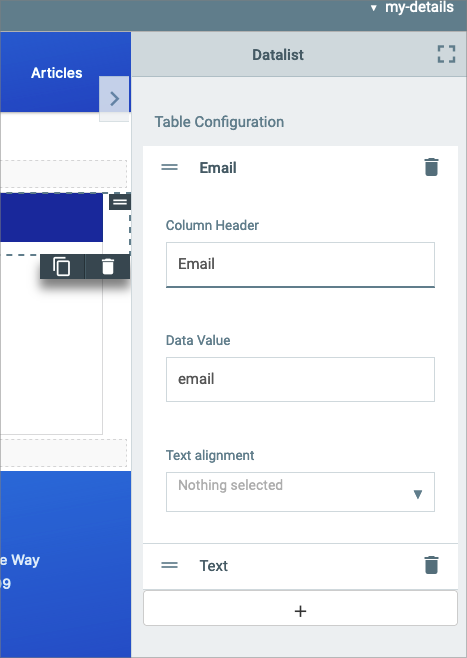 my-details
Articles
Datalist
Table Configuration
Email
Column Header
Email
Data Value
email
Text alignment
Nothing selected
Text
e Way
9